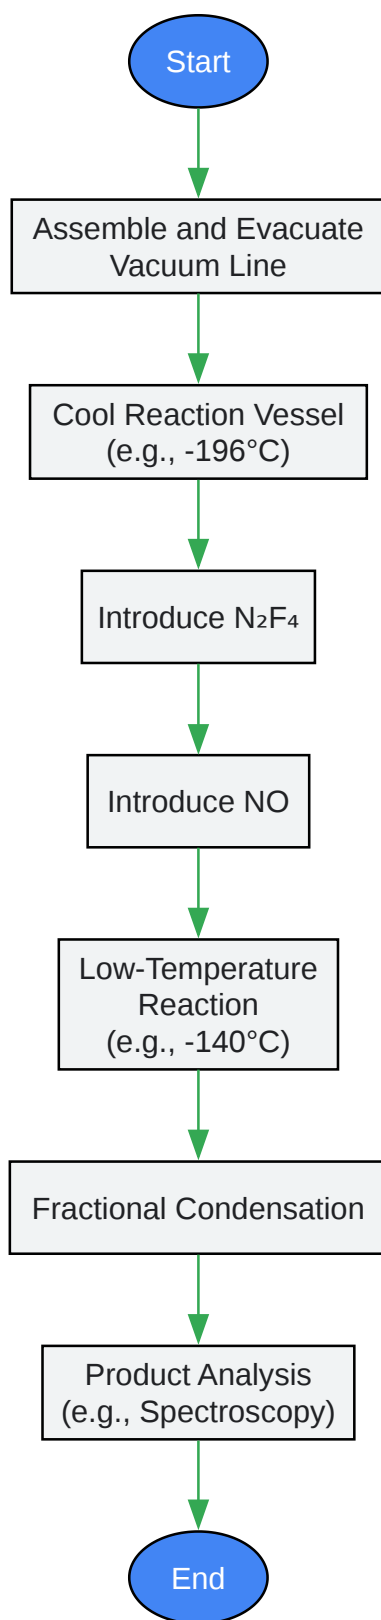 Start
Assemble and Evacuate
Vacuum Line
Cool Reaction Vessel
(e.g., -196°C)
Introduce N₂F₄
Introduce NO
Low-Temperature
Reaction
(e.g., -140°C)
Fractional Condensation
Product Analysis
(e.g., Spectroscopy)
End